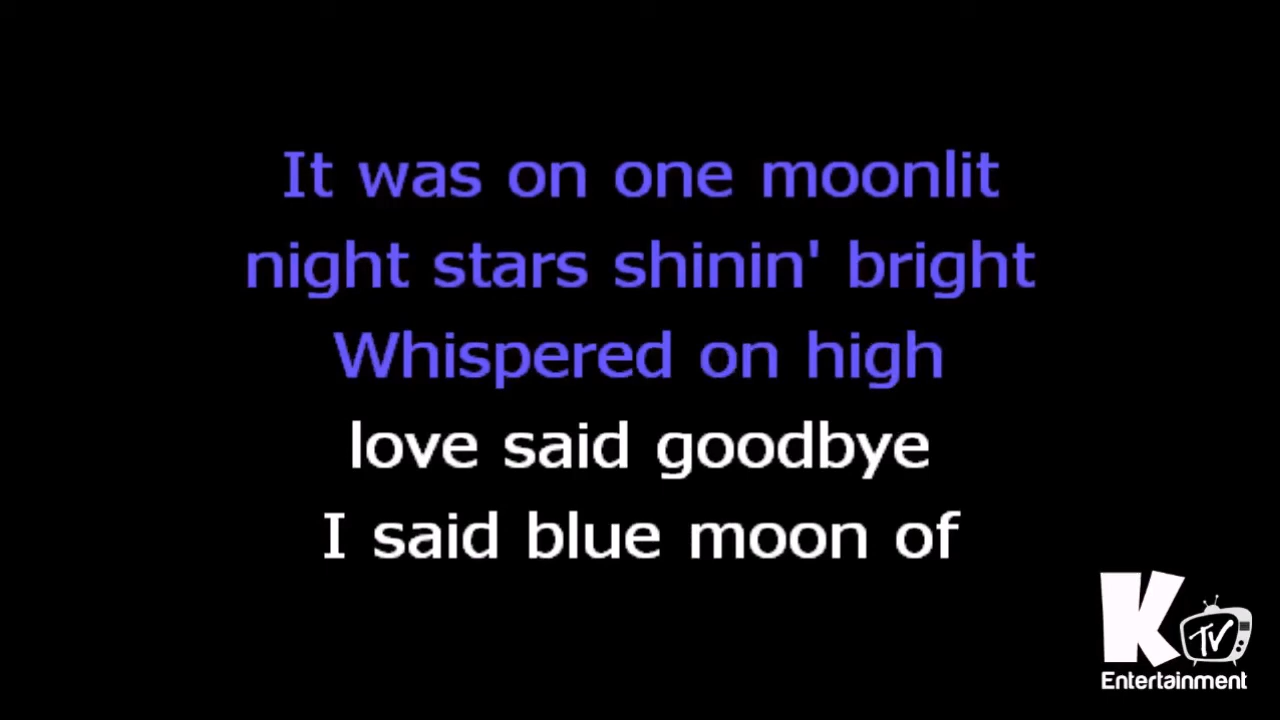 It was on one moonlit
night stars shinin' bright
Whispered on high
love said goodbye
I said blue moon of
K TV
Entertainment